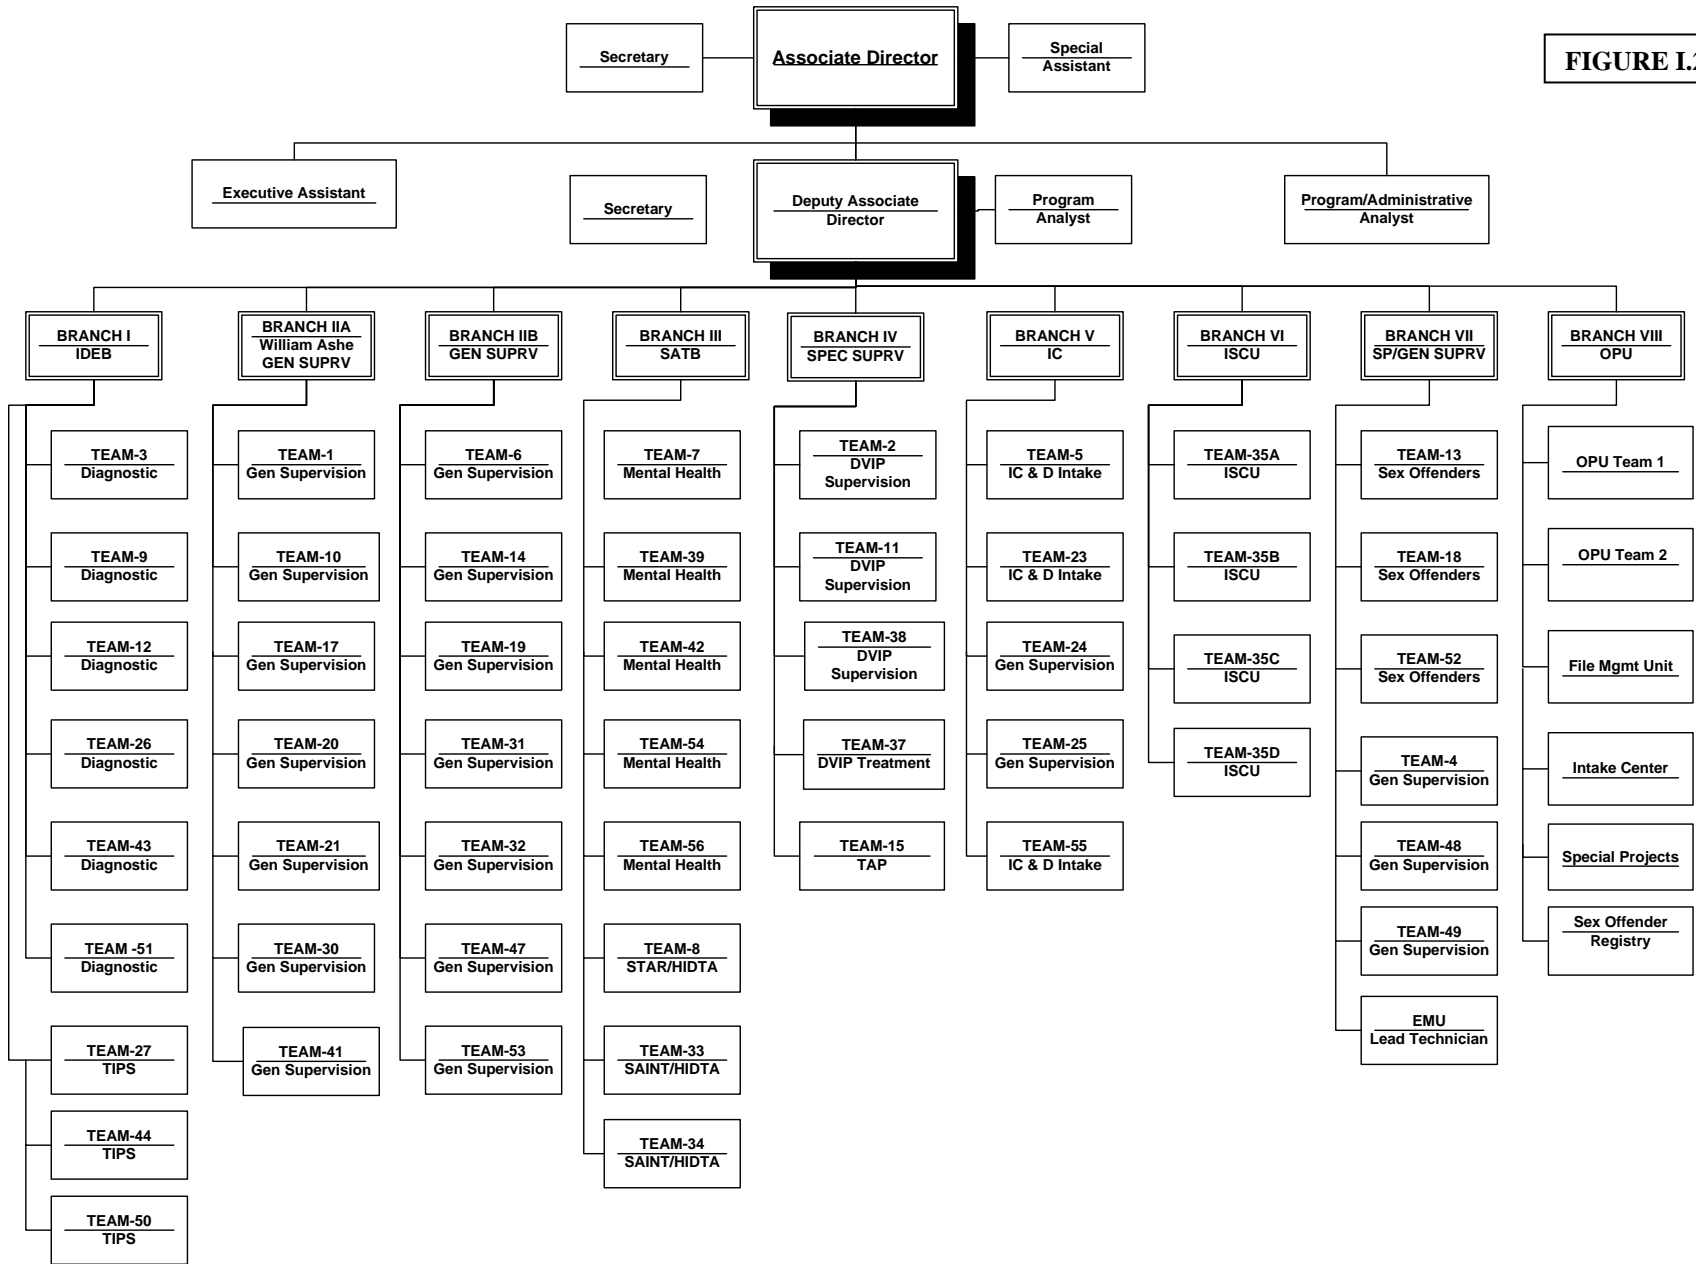 Secretary
Associate Director
Special
Assistant
FIGURE I.2
Executive Assistant
Secretary
Deputy Associate
Director
Program
Analyst
Program/Administrative
Analyst
BRANCH I
IDEB
BRANCH IIA
William Ashe
GEN SUPRV
BRANCH IIB
GEN SUPRV
BRANCH III
SATB
BRANCH IV
SPEC SUPRV
BRANCH V
IC
BRANCH VI
ISCU
BRANCH VII
SP/GEN SUPRV
BRANCH VIII
OPU
TEAM-3
Diagnostic
TEAM-9
Diagnostic
TEAM-12
Diagnostic
TEAM-26
Diagnostic
TEAM-43
Diagnostic
TEAM -51
Diagnostic
TEAM-27
TIPS
TEAM-44
TIPS
TEAM-50
TIPS
TEAM-1
Gen Supervision
TEAM-10
Gen Supervision
TEAM-17
Gen Supervision
TEAM-20
Gen Supervision
TEAM-21
Gen Supervision
TEAM-30
Gen Supervision
TEAM-41
Gen Supervision
TEAM-6
Gen Supervision
TEAM-14
Gen Supervision
TEAM-19
Gen Supervision
TEAM-31
Gen Supervision
TEAM-32
Gen Supervision
TEAM-47
Gen Supervision
TEAM-53
Gen Supervision
TEAM-7
Mental Health
TEAM-39
Mental Health
TEAM-42
Mental Health
TEAM-54
Mental Health
TEAM-56
Mental Health
TEAM-8
STAR/HIDTA
TEAM-33
SAINT/HIDTA
TEAM-34
SAINT/HIDTA
TEAM-2
DVIP
Supervision
TEAM-11
DVIP
Supervision
TEAM-38
DVIP
Supervision
TEAM-37
DVIP Treatment
TEAM-15
TAP
TEAM-5
IC & D Intake
TEAM-23
IC & D Intake
TEAM-24
Gen Supervision
TEAM-25
Gen Supervision
TEAM-55
IC & D Intake
TEAM-35A
ISCU
TEAM-35B
ISCU
TEAM-35C
ISCU
TEAM-35D
ISCU
TEAM-13
Sex Offenders
TEAM-18
Sex Offenders
TEAM-52
Sex Offenders
TEAM-4
Gen Supervision
TEAM-48
Gen Supervision
TEAM-49
Gen Supervision
EMU
Lead Technician
OPU Team 1
OPU Team 2
File Mgmt Unit
Intake Center
Special Projects
Sex Offender
Registry